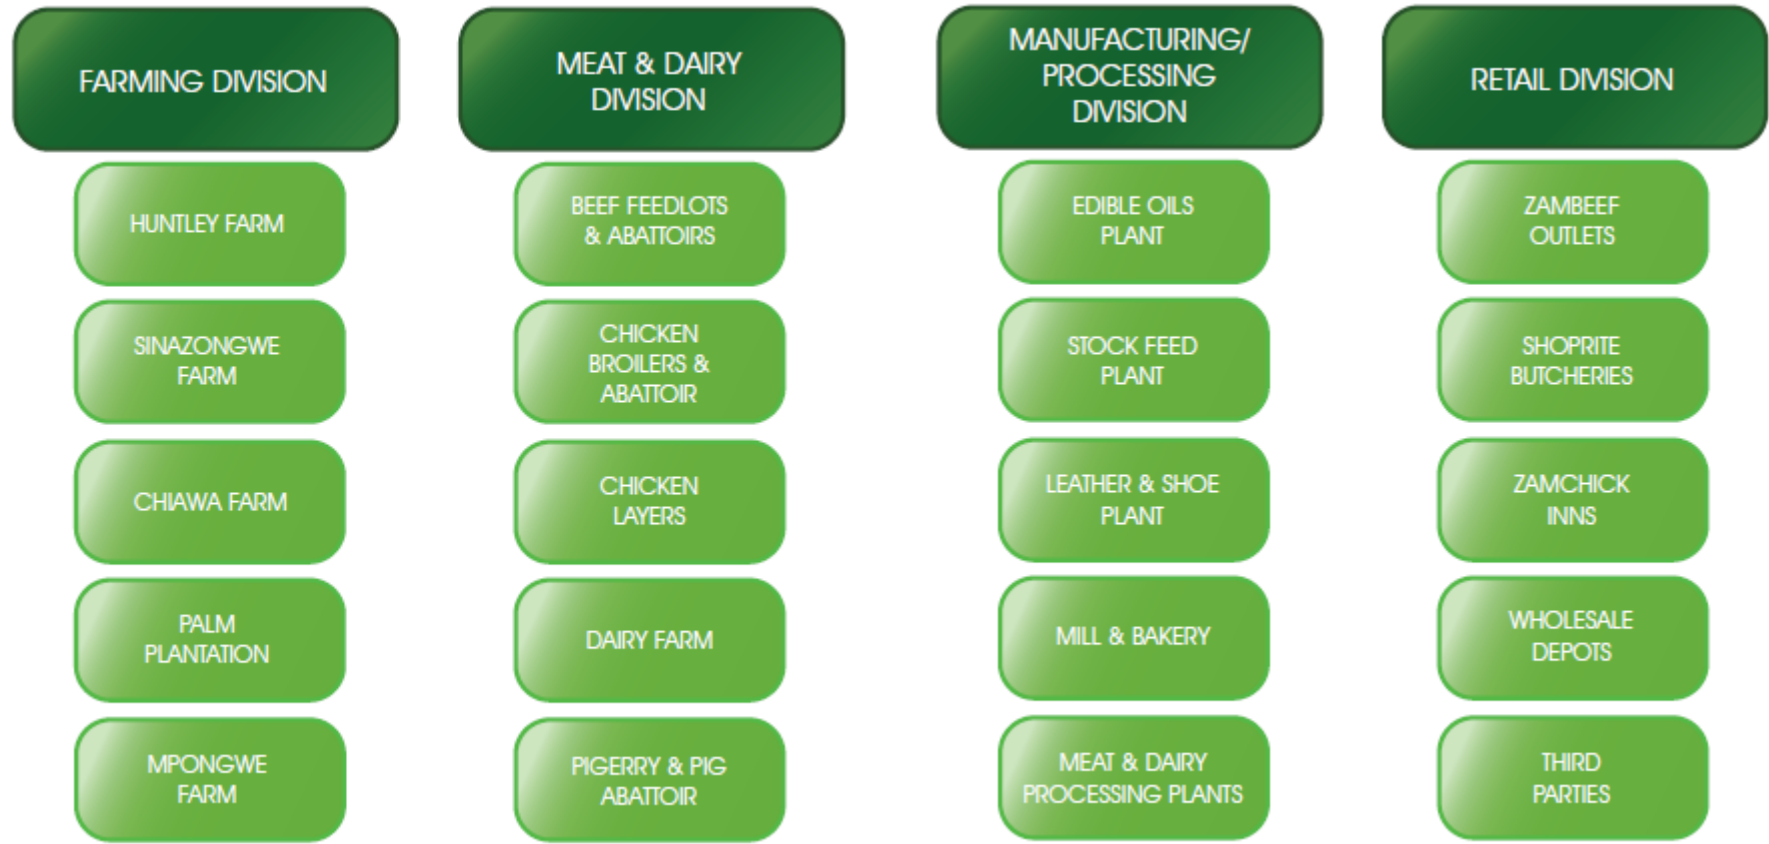 FARMING DIVISION
HUNTLEY FARM
SINAZONGWE
FARM
CHIAWA FARM
PALM
PLANTATION
MPONGWE
FARM
MEAT & DAIRY
DIVISION
BEEF FEEDLOTS
& ABATTOIRS
CHICKEN
BROILERS &
ABATTOIR
CHICKEN
LAYERS
DAIRY FARM
PIGERRY & PIG
ABATTOIR
MANUFACTURING/
PROCESSING
DIVISION
EDIBLE OILS
PLANT
STOCK FEED
PLANT
LEATHER & SHOE
PLANT
MILL & BAKERY
MEAT & DAIRY
PROCESSING PLANTS
RETAIL DIVISION
ZAMBEEF
OUTLETS
SHOPRITE
BUTCHERIES
ZAMCHICK
INNS
WHOLESALE
DEPOTS
THIRD
PARTIES